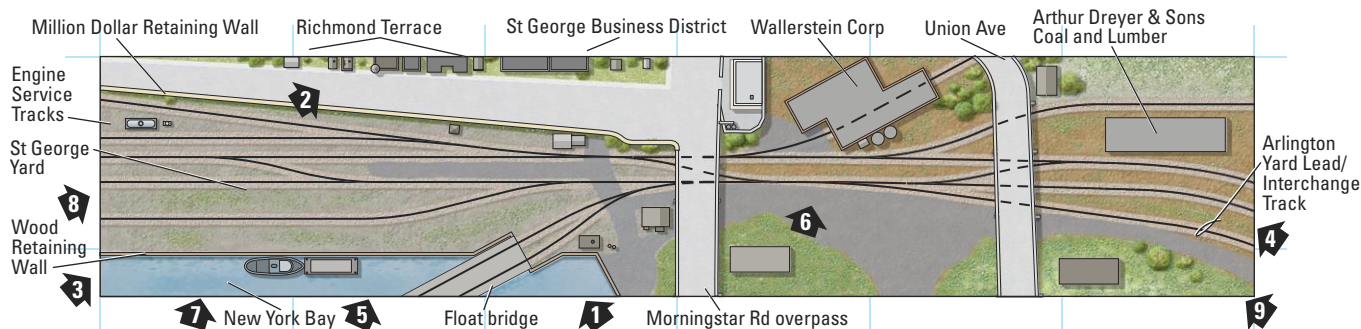 Million Dollar Retaining Wall
Richmond Terrace
St George Business District
Wallerstein Corp
Union Ave
Arthur Dreyer & Sons
Coal and Lumber
Engine
Service
Tracks
St George
Yard
Wood
Retaining
Wall
Arlington
Yard Lead/
Interchange
Track
2
8
6
4
3
7
New York Bay
5
Float bridge
1
Morningstar Rd overpass
9